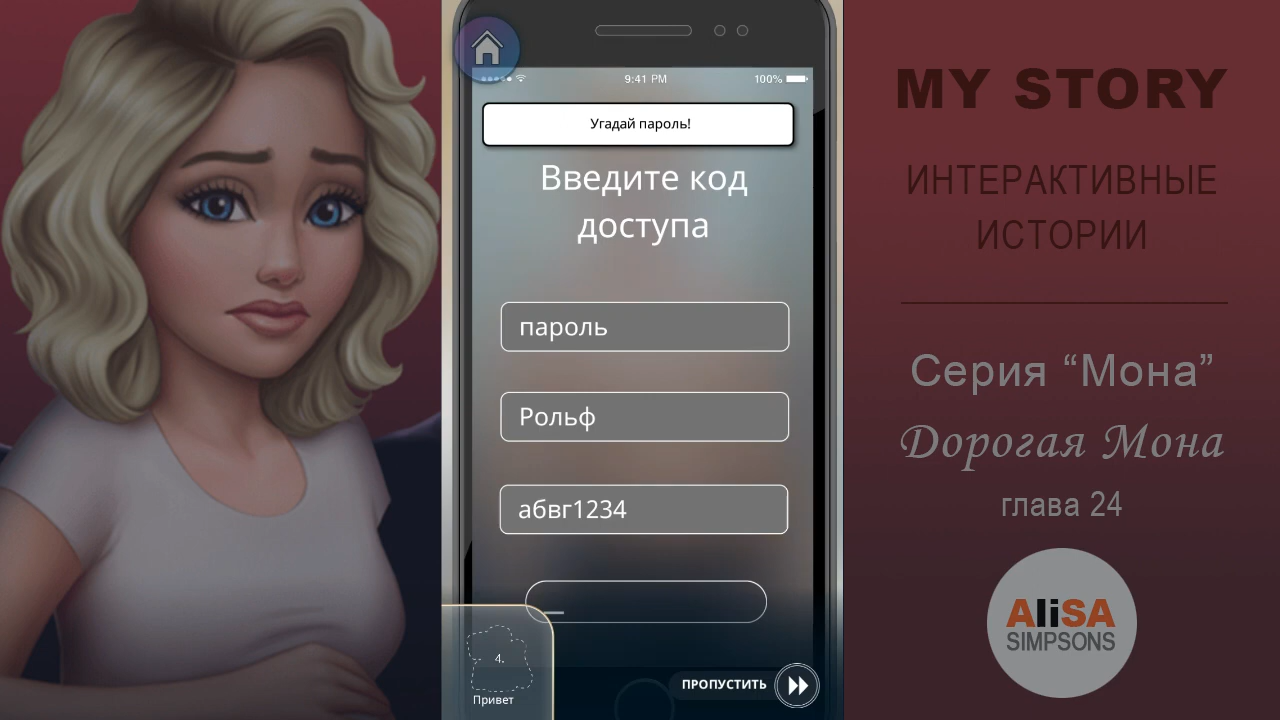 9:41 PM
100%
Угадай пароль!
Введите код
доступа
пароль
Рольф
абвг1234
4.
Привет
ПРОПУСТИТЬ
MY STORY
ИНТЕРАКТИВНЫЕ
ИСТОРИИ
Серия “Мона”
Дорогая Мона
глава 24
AliSA
SIMPSONS